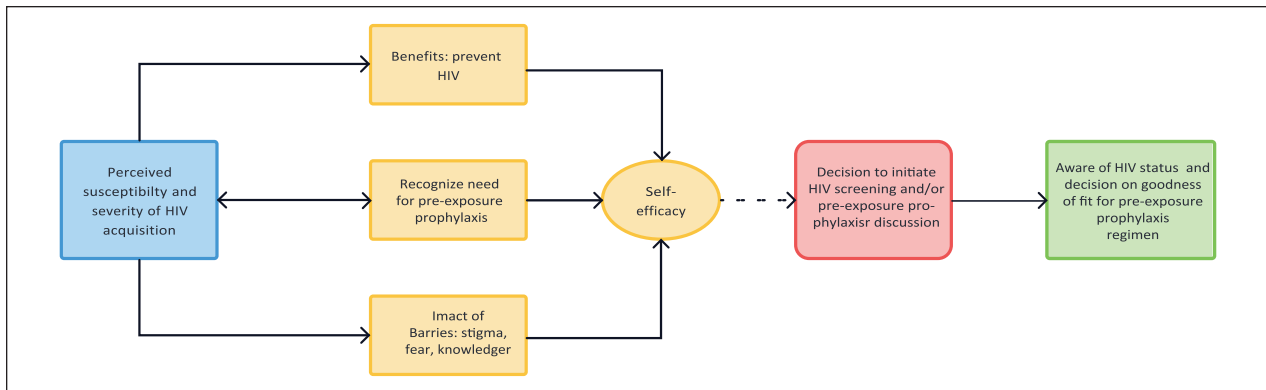 Benefits: prevent
HIV
Perceived
susceptibilty and
severity of HIV
acquisition
Recognize need
for pre-exposure
prophylaxis
Imact of
Barries: stigma,
fear, knowledger
Self-
efficacy
Decision to initiate
HIV screening and/or
pre-exposure pro-
phylaxisr discussion
Aware of HIV status and
decision on goodness
of fit for pre-exposure
prophylaxis
regimen